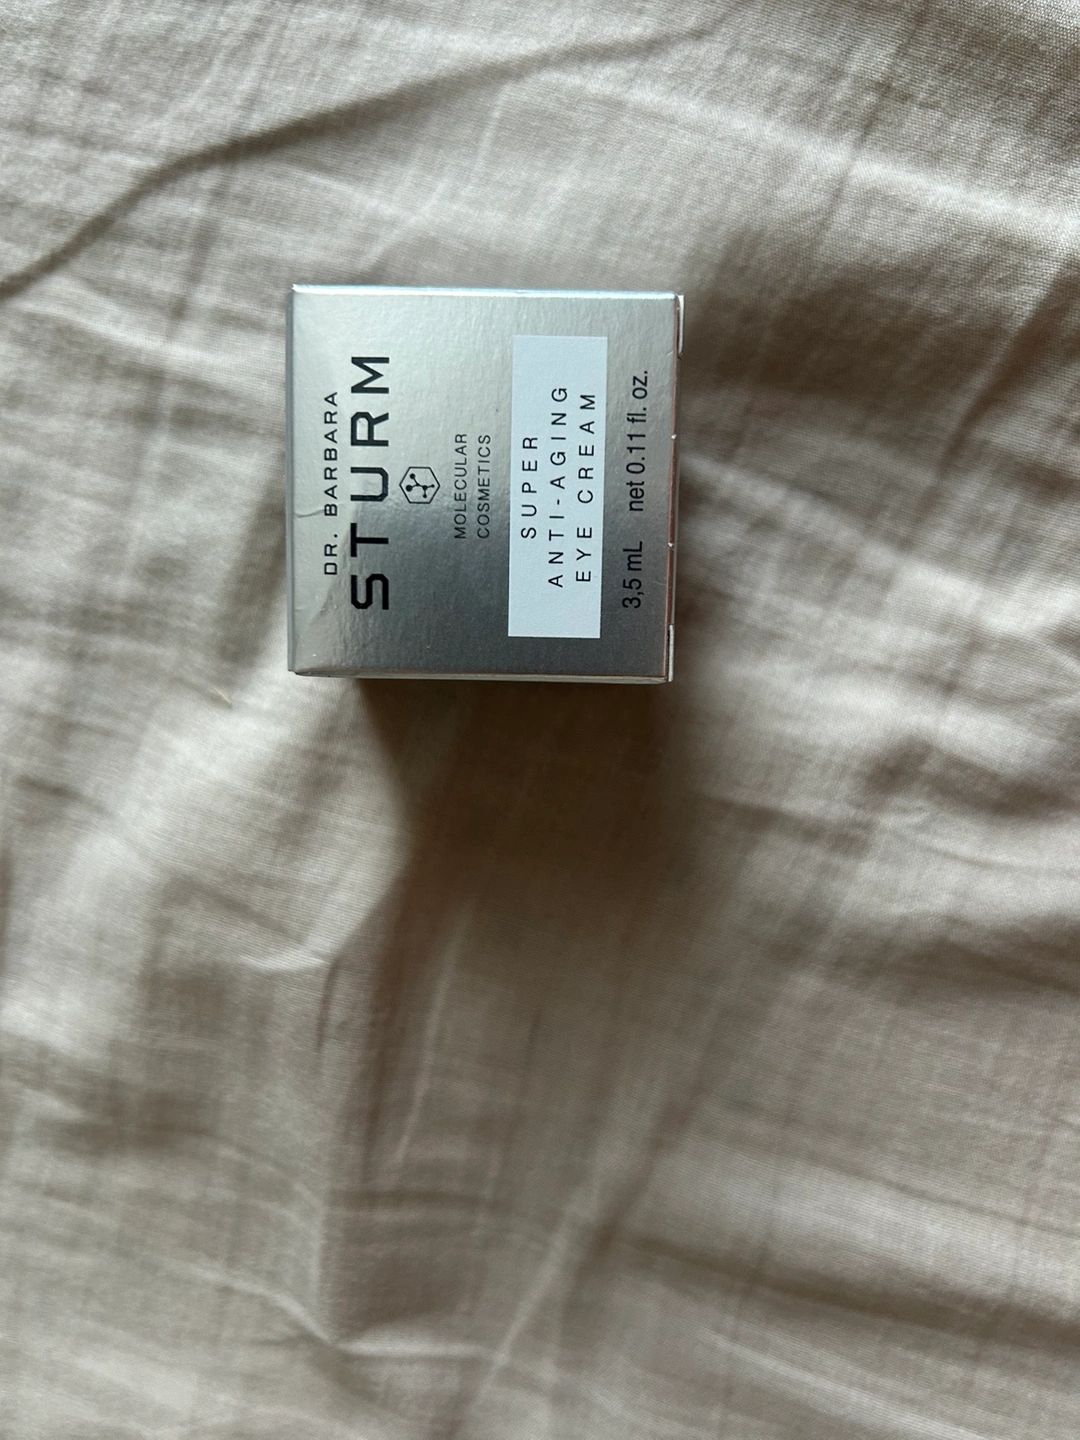 DR. BARBARA
STURM
MOLECULAR
COSMETICS
SUPER
ANTI-AGING
EYE CREAM
3,5 mL net 0.11 fl. oz.